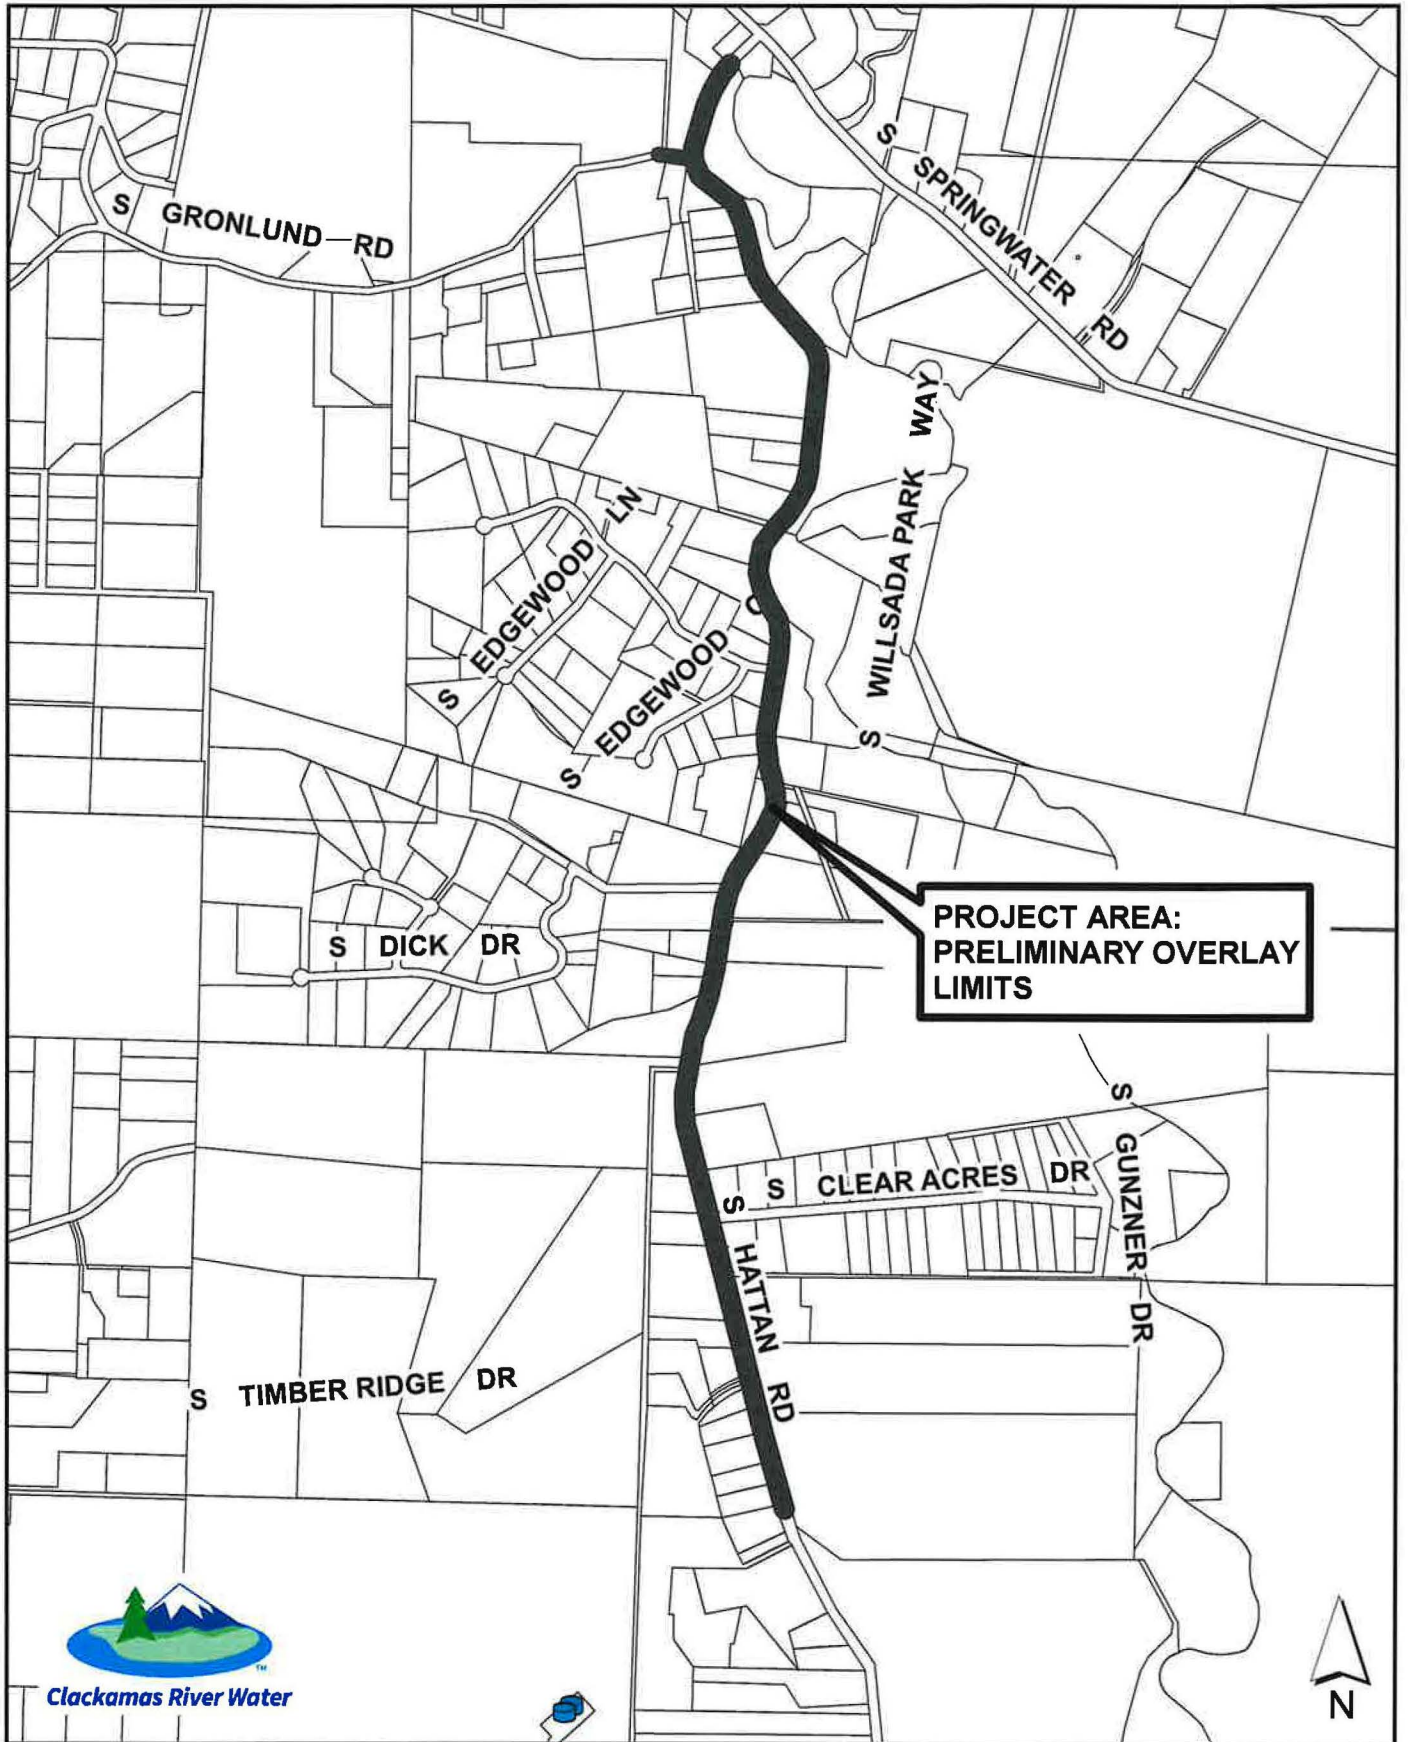 S SPRINGWATER RD
S GRONLUND RD
WILLSADA PARK WAY
S
S EDGEWOOD LN
S EDGEWOOD C
PROJECT AREA:
PRELIMINARY OVERLAY
LIMITS
S DICK DR
S GUNZNER DR
S CLEAR ACRES DR
S HATTAN RD
S TIMBER RIDGE DR
TM
Clackamas River Water
N